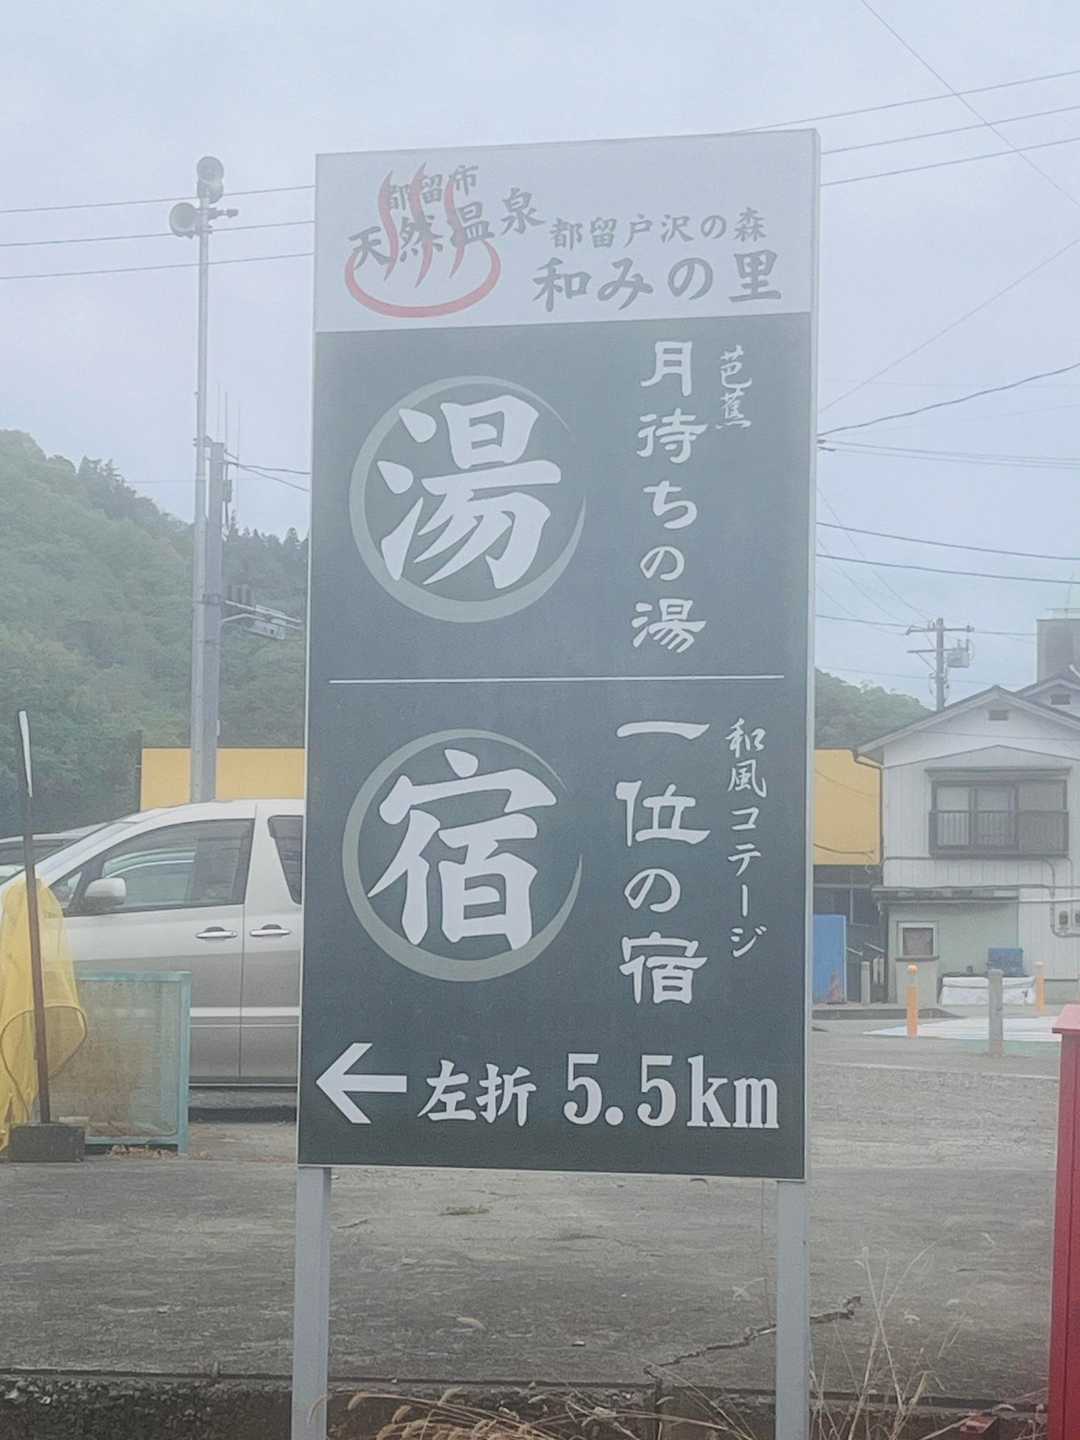 都留市
天然温泉
都留戸沢の森
和みの里
湯
芭蕉
月待ちの湯
宿
和風コテージ
一位の宿
←左折 5.5km